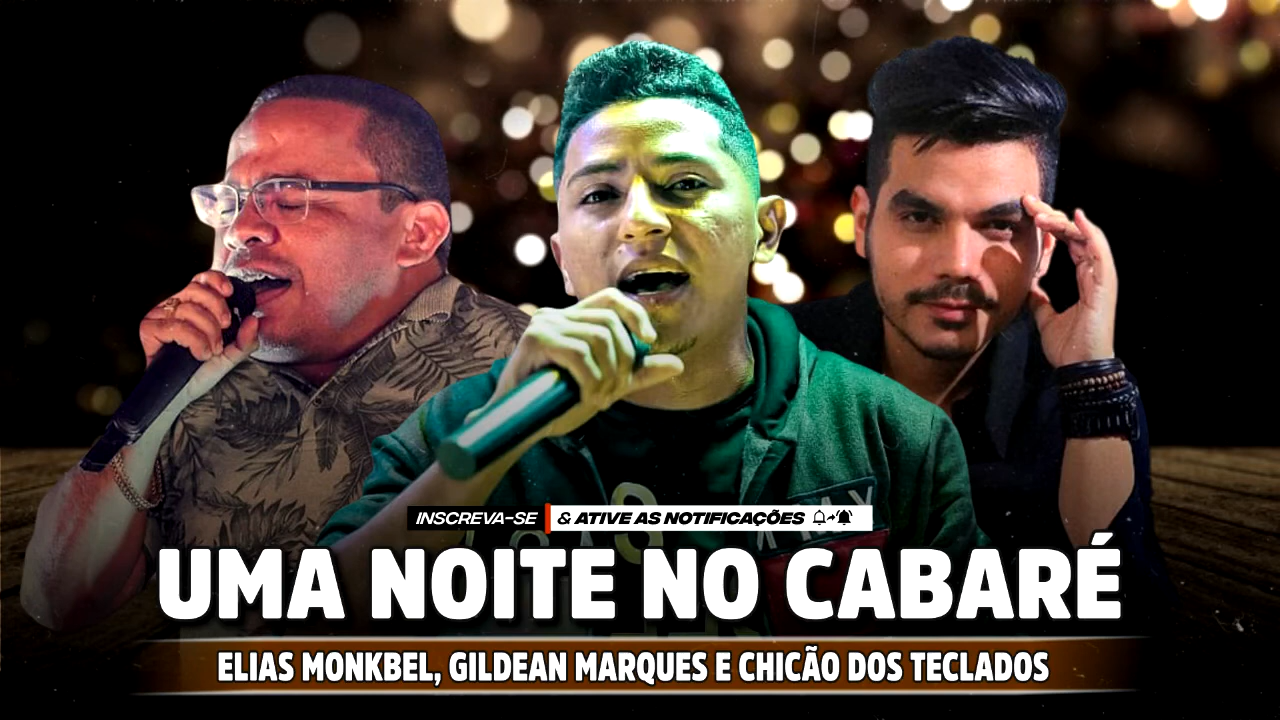 INSCREVA-SE & ATIVE AS NOTIFICAÇÕES
UMA NOITE NO CABARÉ
ELIAS MONKBEL, GILDEAN MARQUES E CHICÃO DOS TECLADOS